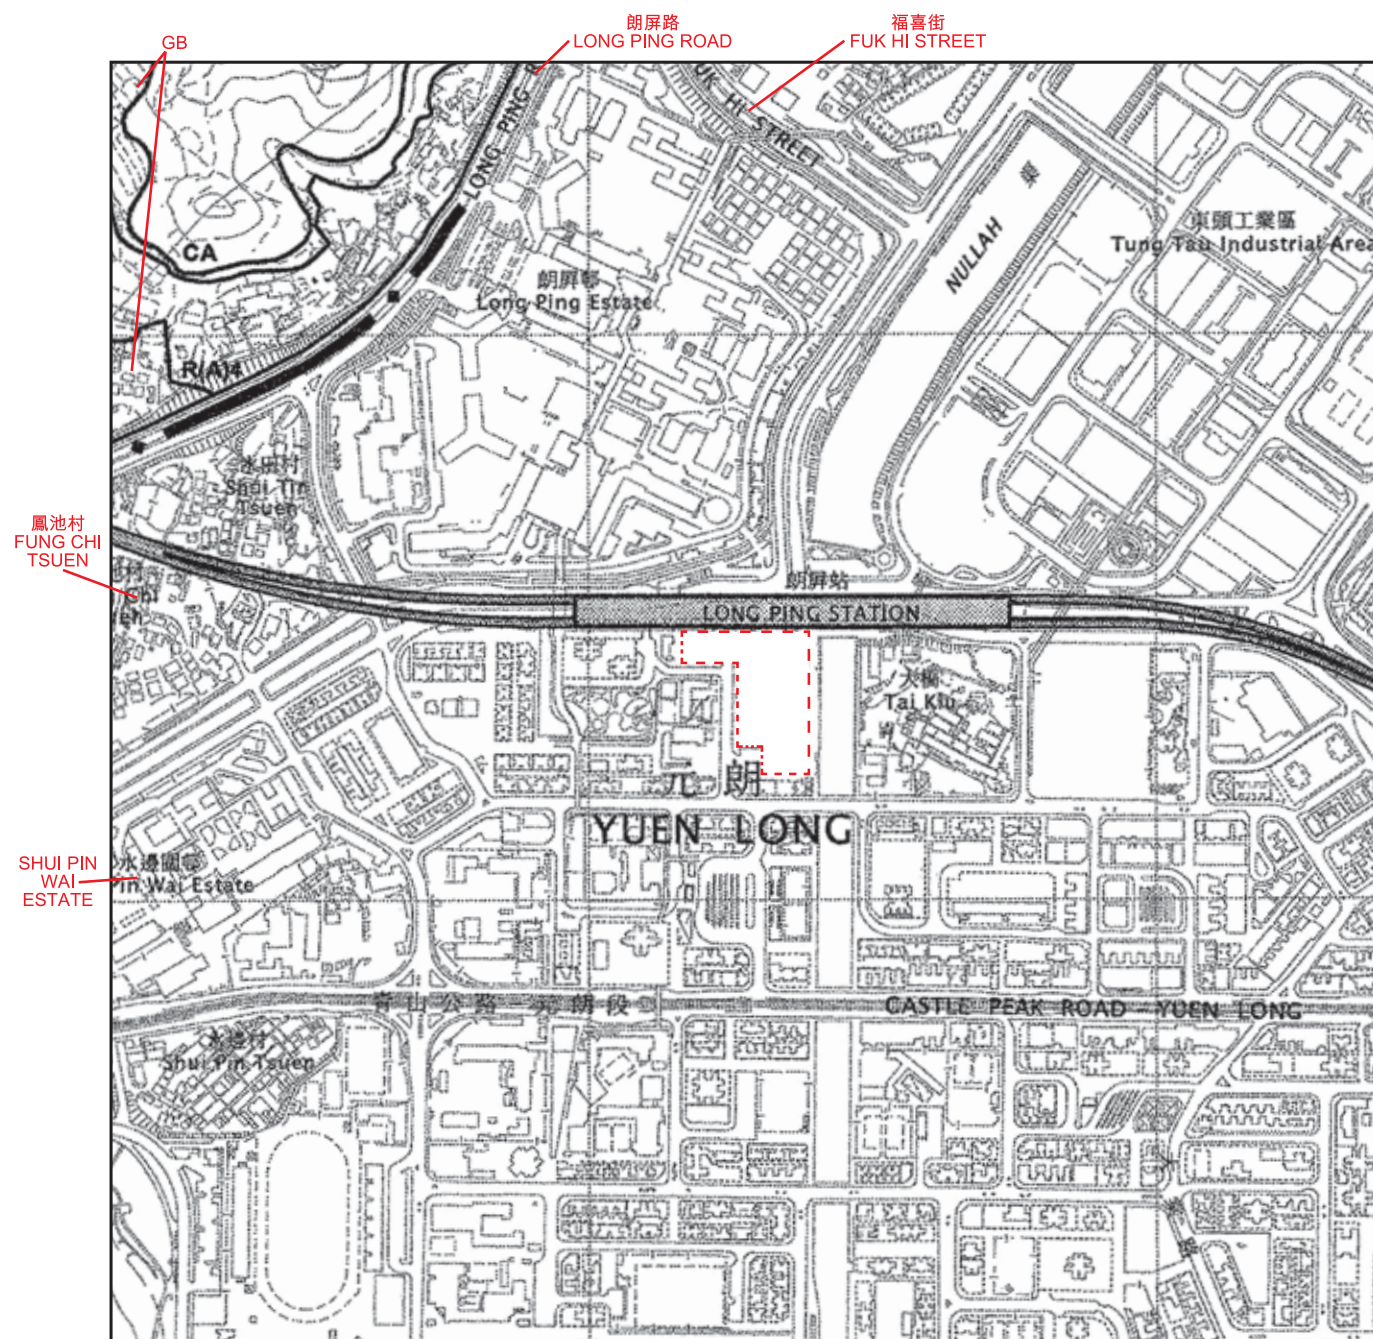 朗屏路
LONG PING ROAD
福喜街
FUK HI STREET
GB
LONG PING R
UK HI STREET
CA
東頭工業區
Tung Tau Industrial Area
NULLAH
朗屏邨
Long Ping Estate
R(A)4
水田村
Shui Tin
Tsuen
鳳池村
FUNG CHI
TSUEN
朗屏站
LONG PING STATION
大橋
Tai Kiu
元朗
YUEN LONG
SHUI PIN
WAI
ESTATE
水邊圍邨
Pin Wai Estate
青山公路 元朗段
CASTLE PEAK ROAD - YUEN LONG
水邊村
Shui Pin Tsuen